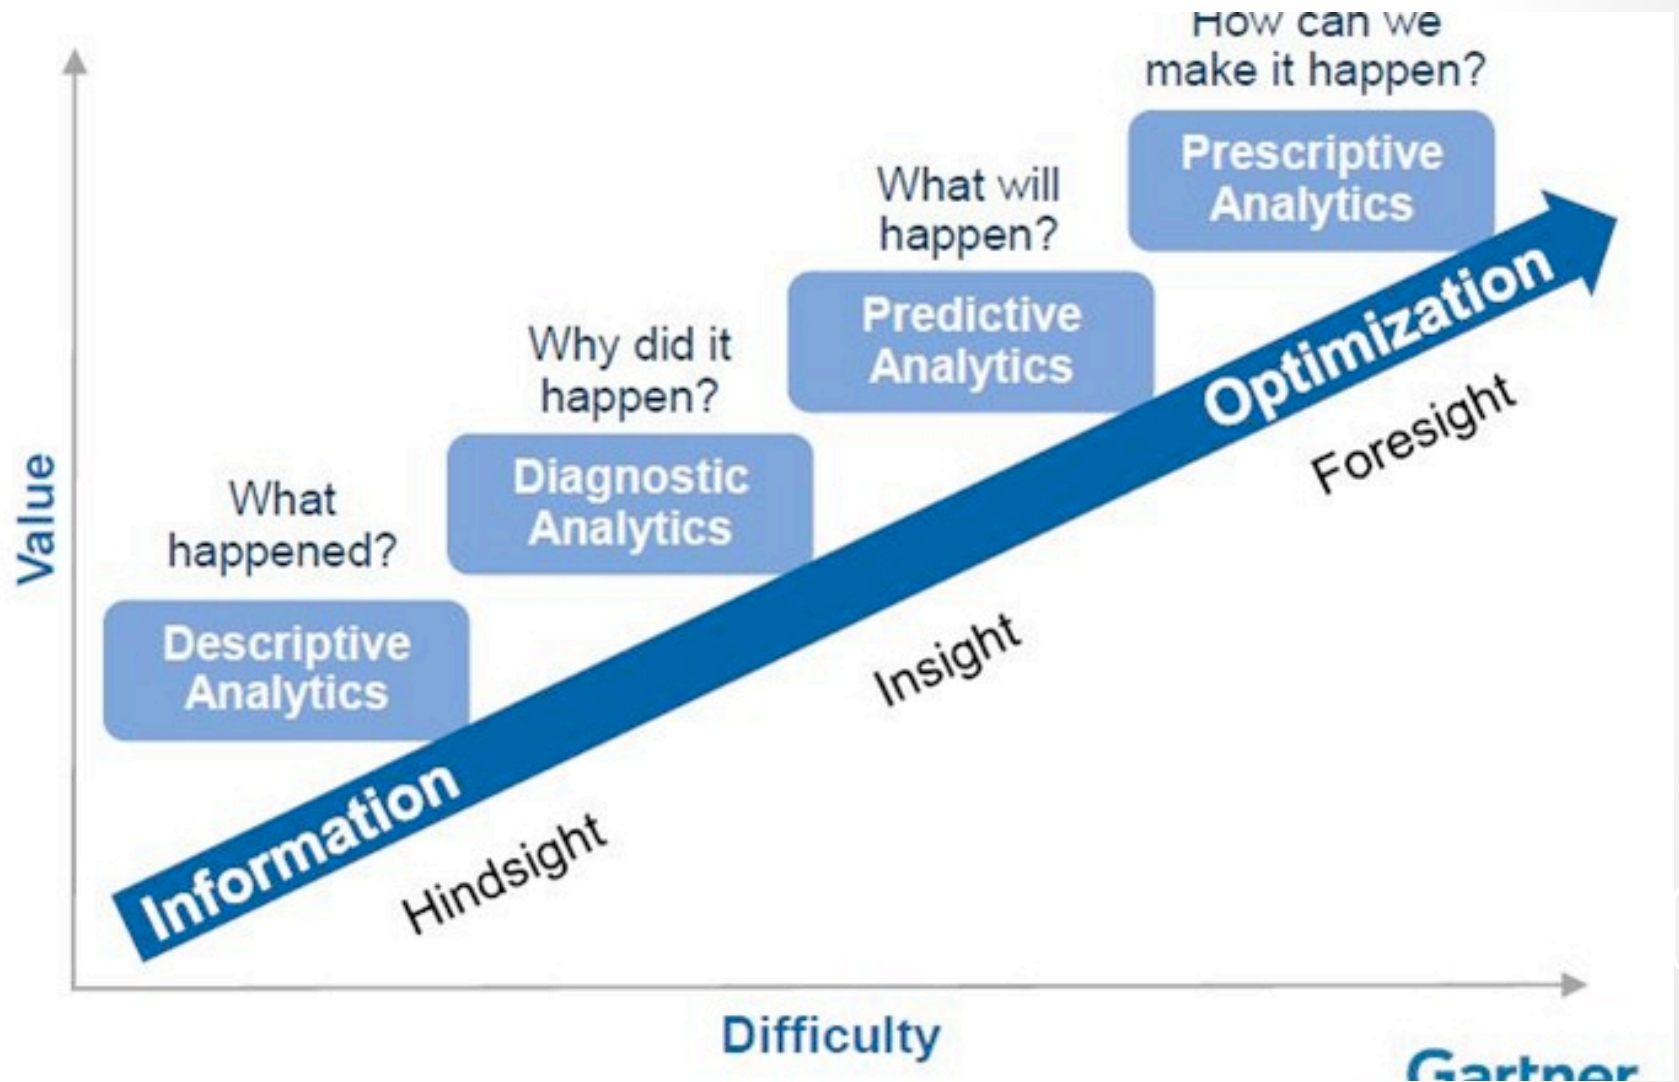 How can we
make it happen?
Prescriptive
Analytics
What will
happen?
Predictive
Analytics
Why did it
happen?
Diagnostic
Analytics
What
happened?
Descriptive
Analytics
Value
Information
Optimization
Hindsight
Insight
Foresight
Difficulty
Gartner